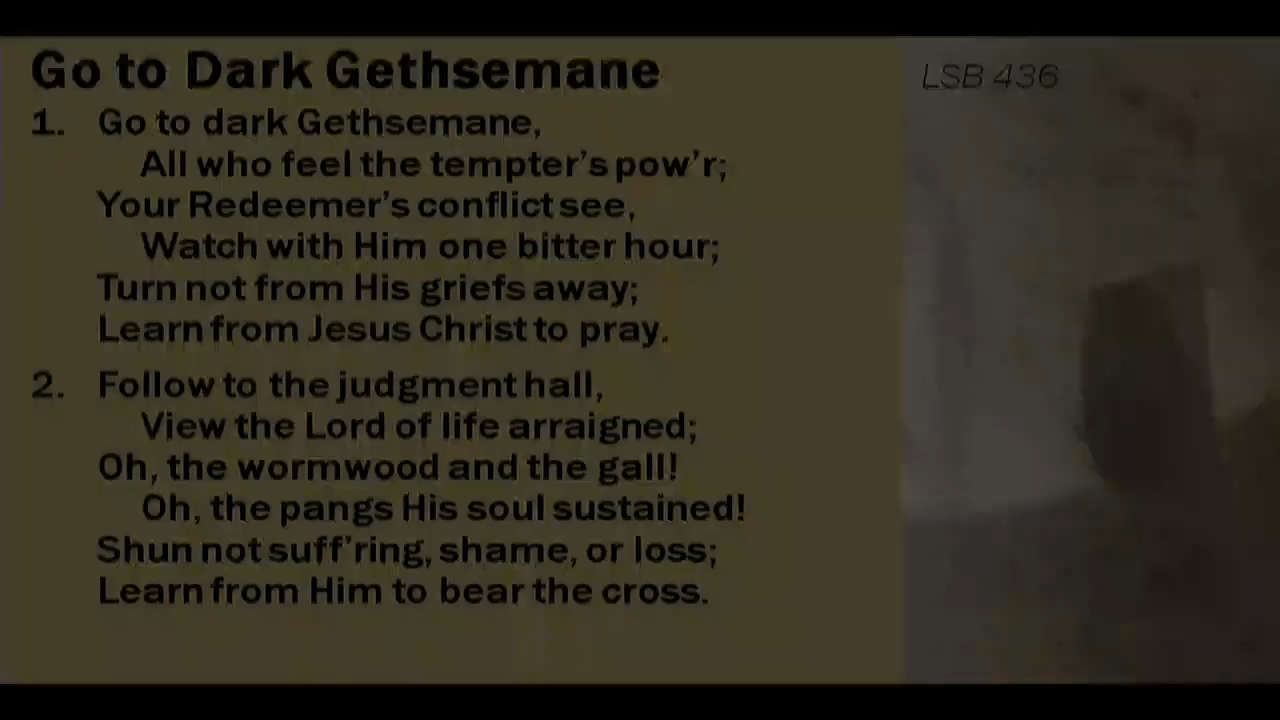 Go to Dark Gethsemane
LSB 436
1. Go to dark Gethsemane,
All who feel the tempter's pow'r;
Your Redeemer's conflict see,
Watch with Him one bitter hour;
Turn not from His griefs away;
Learn from Jesus Christ to pray.
2. Follow to the judgment hall,
View the Lord of life arraigned;
Oh, the wormwood and the gall!
Oh, the pangs His soul sustained!
Shun not suff'ring, shame, or loss;
Learn from Him to bear the cross.